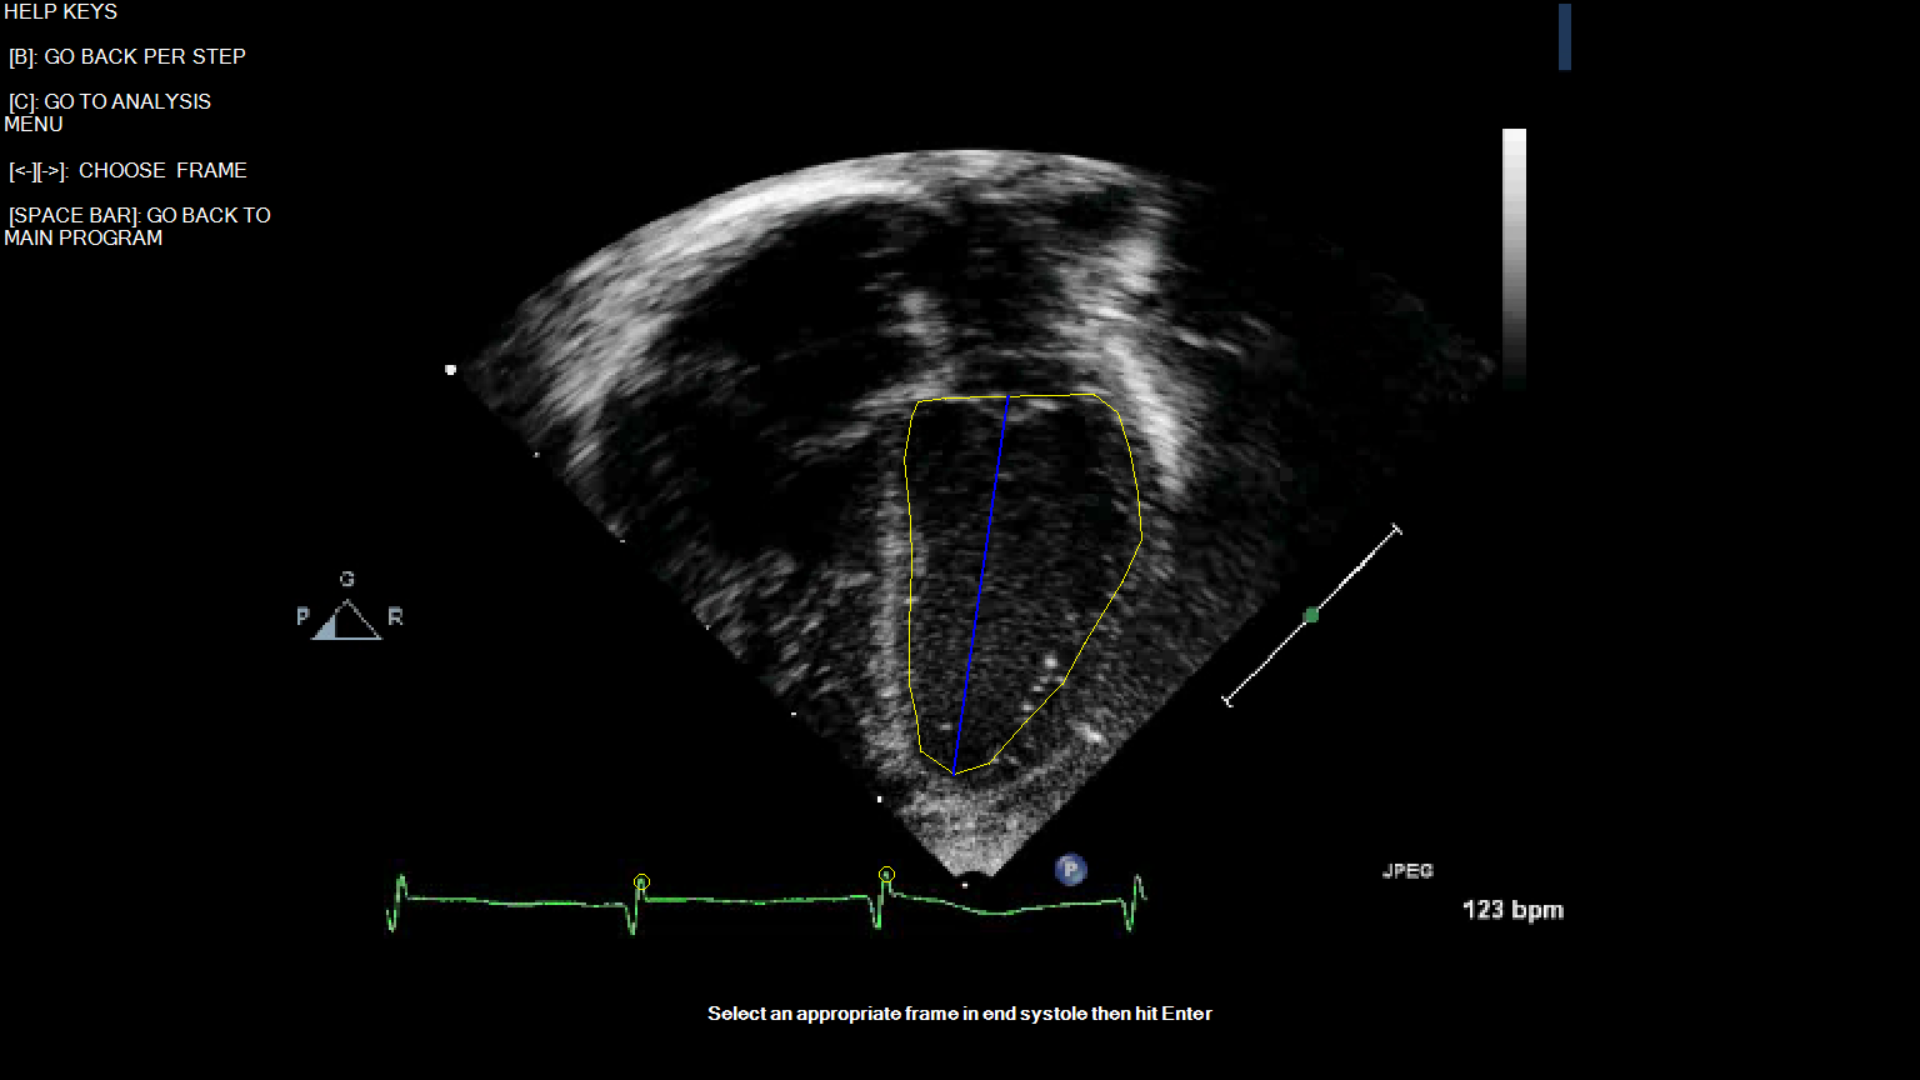 HELP KEYS
[B]: GO BACK PER STEP
[C]: GO TO ANALYSIS
MENU
[<-][->]: CHOOSE FRAME
[SPACE BAR]: GO BACK TO
MAIN PROGRAM
G
P R
P
JPEG
123 bpm
Select an appropriate frame in end systole then hit Enter